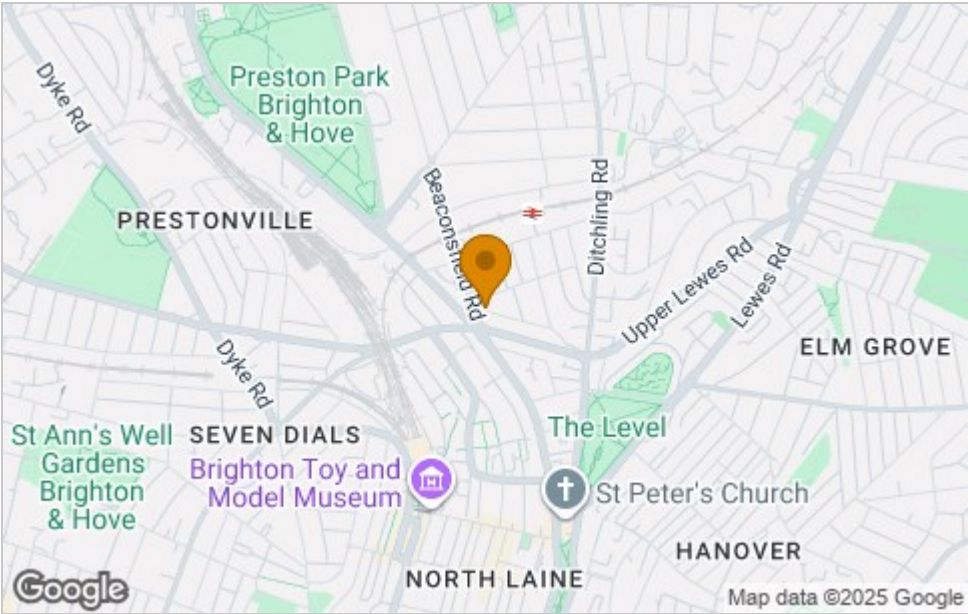 Dyke Rd
Preston Park
Brighton
& Hove
Beaconsfield Rd
Ditchling Rd
PRESTONVILLE
Upper Lewes Rd
Lewes Rd
ELM GROVE
Dyke Rd
St Ann's Well
Gardens
Brighton
& Hove
SEVEN DIALS
The Level
Brighton Toy and
Model Museum
St Peter's Church
HANOVER
NORTH LAINE
Google
Map data ©2025 Google